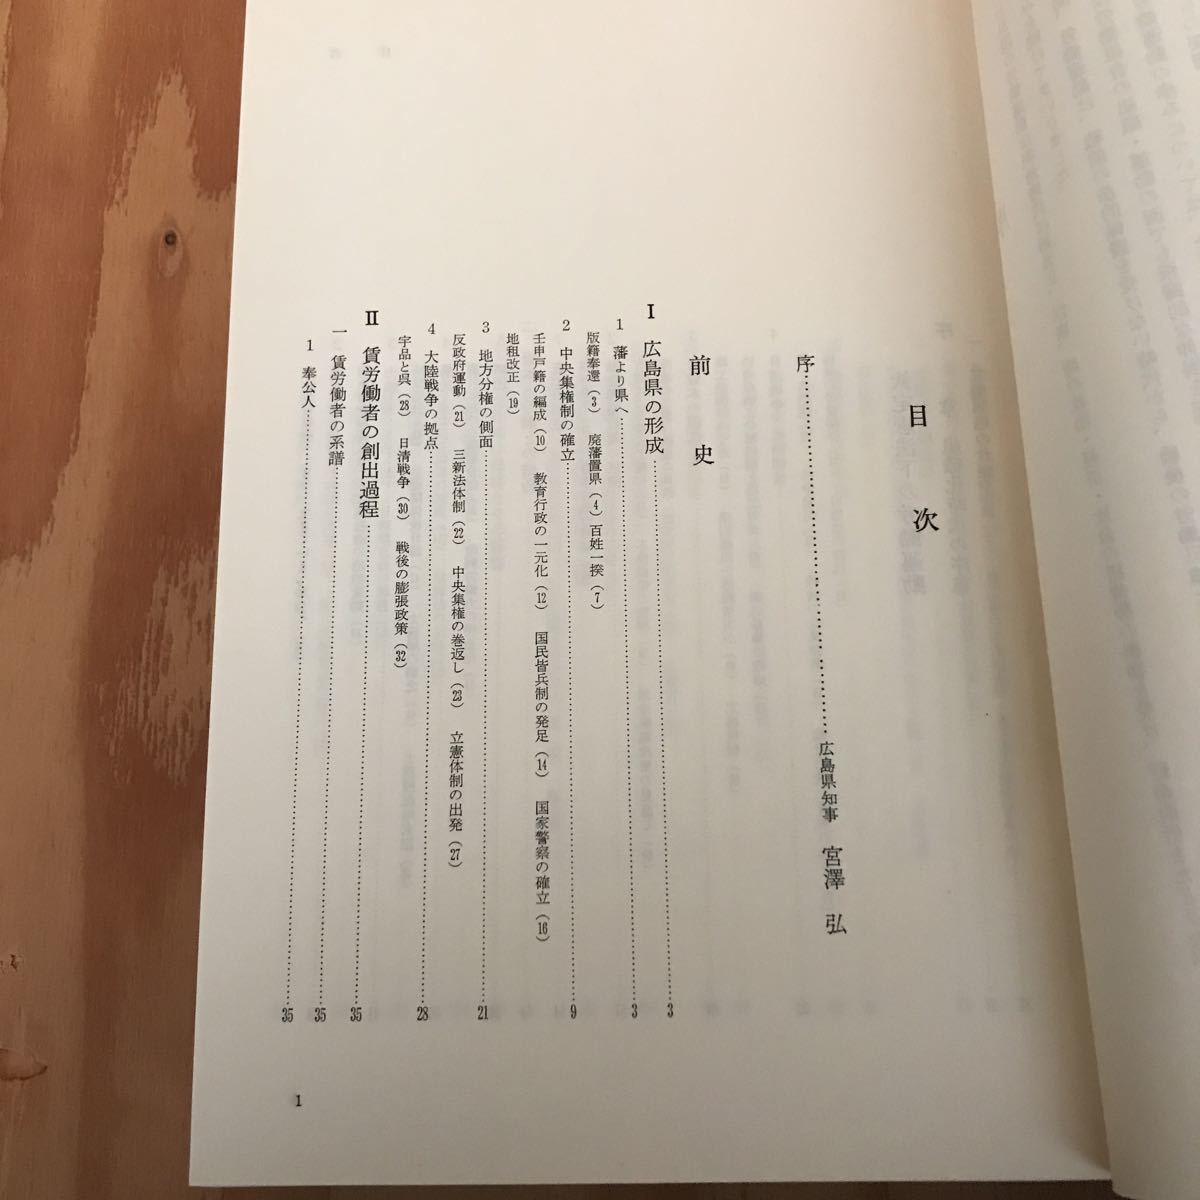 目次
序…………………………広島県知事 宮澤 弘
前史
Ⅰ 広島県の形成…………………………3
1 藩より県へ…………………………3
版籍奉還(3) 廃藩置県(4) 百姓一揆(7)
2 中央集権制の確立…………………………9
壬申戸籍の編成(10) 教育行政の一元化(12) 国民皆兵制の発足(14) 国家警察の確立(16)
地租改正(19)
3 地方分権の側面…………………………21
反政府運動(21) 三新法体制(22) 中央集権の巻返し(23) 立憲体制の出発(27)
4 大陸戦争の拠点…………………………28
宇品と呉(28) 日清戦争(30) 戦後の膨張政策(32)
Ⅱ 賃労働者の創出過程…………………………35
一 賃労働者の系譜…………………………35
1 奉公人…………………………35
1